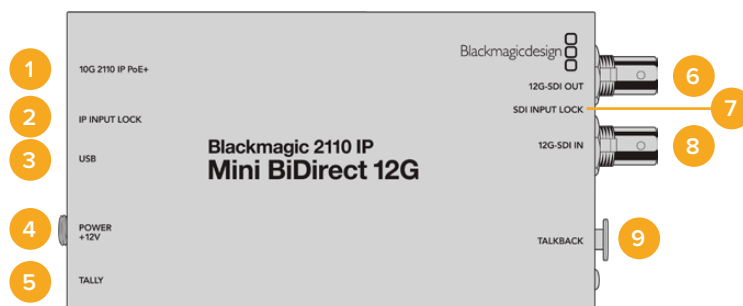 1
10G 2110 IP PoE+
2
IP INPUT LOCK
3
USB
4
POWER
+12V
5
TALLY
Blackmagic 2110 IP
Mini BiDirect 12G
Blackmagicdesign
12G-SDI OUT
6
SDI INPUT LOCK
7
12G-SDI IN
8
TALKBACK
9